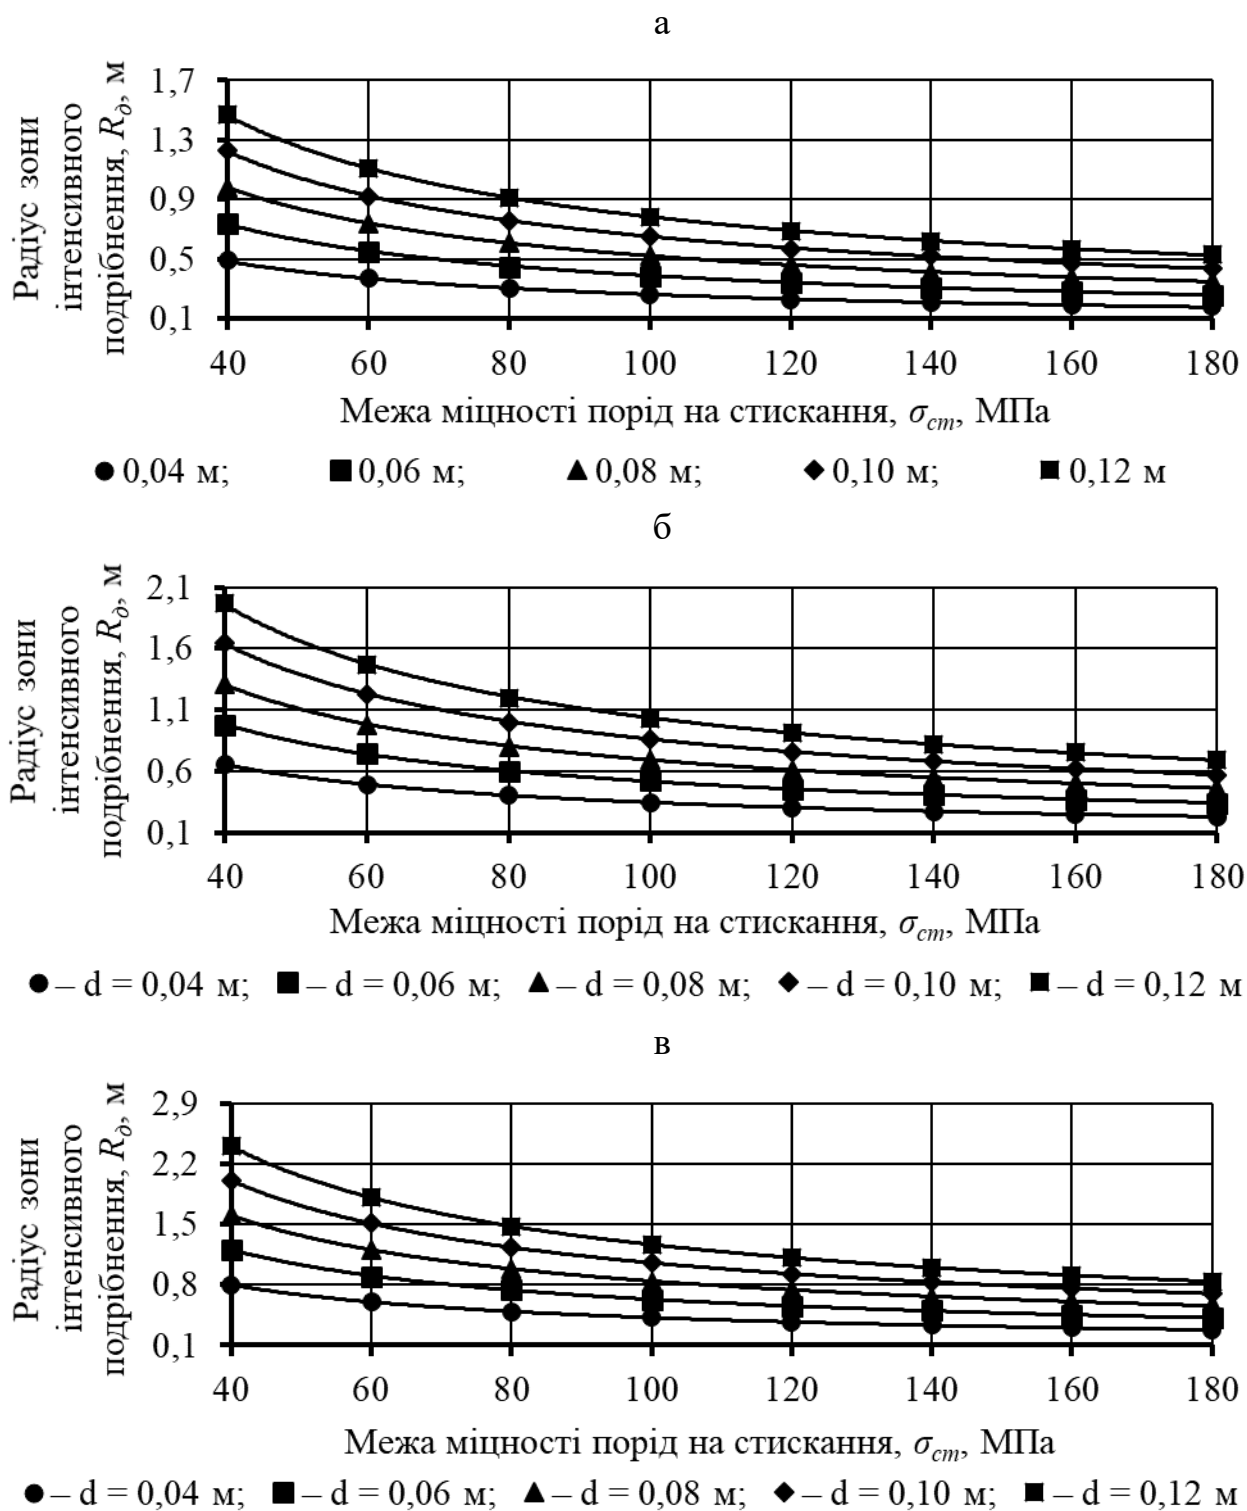 а
Радіус зони
інтенсивного
подрібнення, R∂, м
1,7
1,3
0,9
0,5
0,1
40 60 80 100 120 140 160 180
Межа міцності порід на стискання, σст, МПа
0,04 м; 0,06 м; 0,08 м; 0,10 м; 0,12 м
б
Радіус зони
інтенсивного
подрібнення, R∂, м
2,1
1,6
1,1
0,6
0,1
40 60 80 100 120 140 160 180
Межа міцності порід на стискання, σст, МПа
– d = 0,04 м; – d = 0,06 м; – d = 0,08 м; – d = 0,10 м; – d = 0,12 м
в
Радіус зони
інтенсивного
подрібнення, R∂, м
2,9
2,2
1,5
0,8
0,1
40 60 80 100 120 140 160 180
Межа міцності порід на стискання, σст, МПа
– d = 0,04 м; – d = 0,06 м; – d = 0,08 м; – d = 0,10 м; – d = 0,12 м